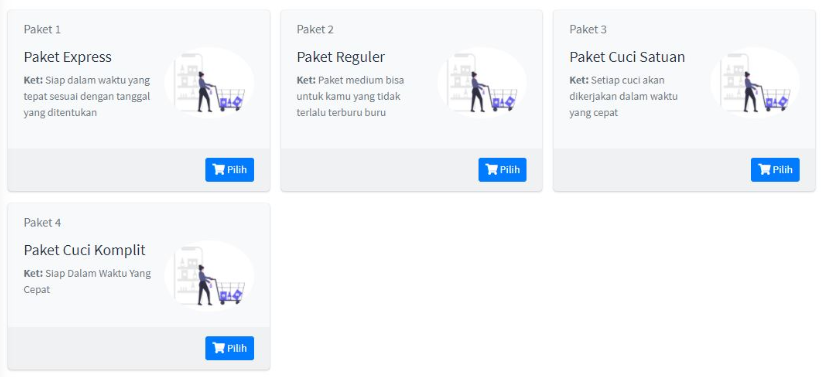 Paket 1
Paket Express
Ket: Siap dalam waktu yang
tepat sesuai dengan tanggal
yang ditentukan
Pilih
Paket 2
Paket Reguler
Ket: Paket medium bisa
untuk kamu yang tidak
terlalu terburu buru
Pilih
Paket 3
Paket Cuci Satuan
Ket: Setiap cuci akan
dikerjakan dalam waktu
yang cepat
Pilih
Paket 4
Paket Cuci Komplit
Ket: Siap Dalam Waktu Yang
Cepat
Pilih